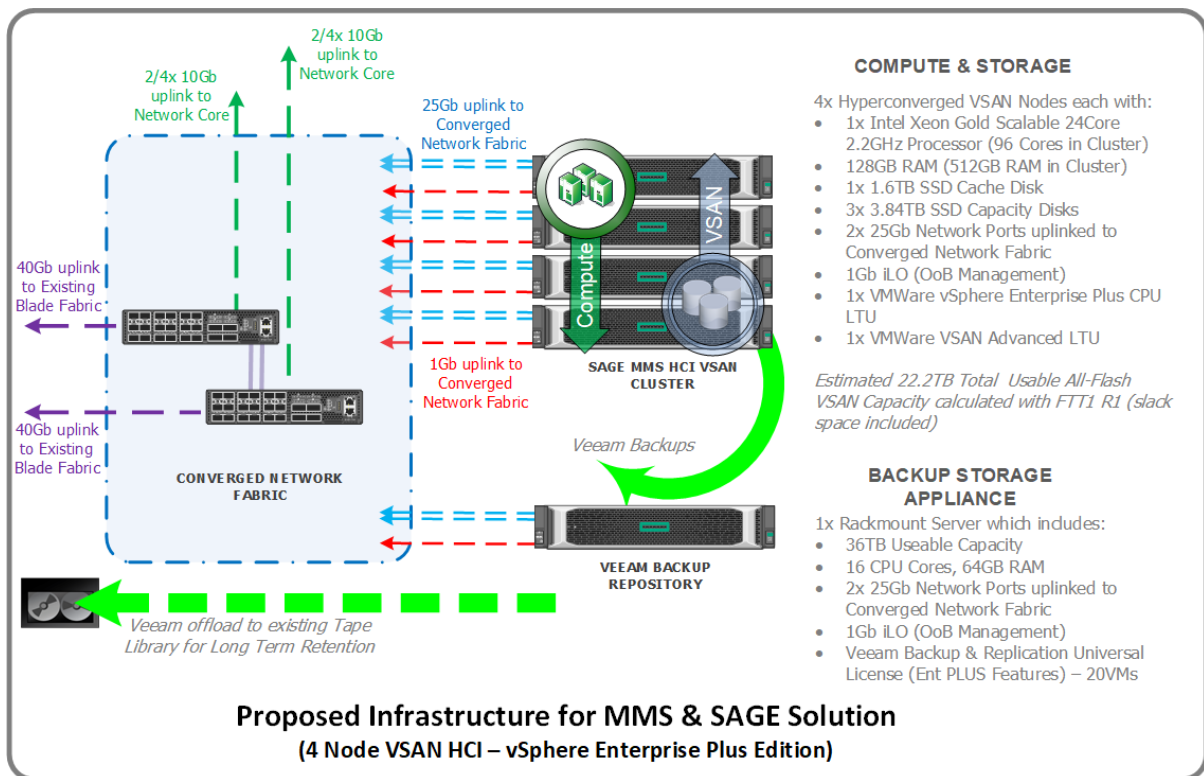 2/4x 10Gb
uplink to
Network Core
2/4x 10Gb
uplink to
Network Core
25Gb uplink to
Converged
Network Fabric
40Gb uplink
to Existing
Blade Fabric
40Gb uplink
to Existing
Blade Fabric
CONVERGED NETWORK
FABRIC
Compute
VSAN
1Gb uplink to
Converged
Network Fabric
SAGE MMS HCI VSAN
CLUSTER
Veeam Backups
VEEAM BACKUP
REPOSITORY
Veeam offload to existing Tape
Library for Long Term Retention
COMPUTE & STORAGE
4x Hyperconverged VSAN Nodes each with:
• 1x Intel Xeon Gold Scalable 24Core
2.2GHz Processor (96 Cores in Cluster)
• 128GB RAM (512GB RAM in Cluster)
• 1x 1.6TB SSD Cache Disk
• 3x 3.84TB SSD Capacity Disks
• 2x 25Gb Network Ports uplinked to
Converged Network Fabric
• 1Gb iLO (OoB Management)
• 1x VMWare vSphere Enterprise Plus CPU
LTU
• 1x VMWare VSAN Advanced LTU
Estimated 22.2TB Total Usable All-Flash
VSAN Capacity calculated with FTT1 R1 (slack
space included)
BACKUP STORAGE
APPLIANCE
1x Rackmount Server which includes:
• 36TB Useable Capacity
• 16 CPU Cores, 64GB RAM
• 2x 25Gb Network Ports uplinked to
Converged Network Fabric
• 1Gb iLO (OoB Management)
• Veeam Backup & Replication Universal
License (Ent PLUS Features) – 20VMs
Proposed Infrastructure for MMS & SAGE Solution
(4 Node VSAN HCI – vSphere Enterprise Plus Edition)